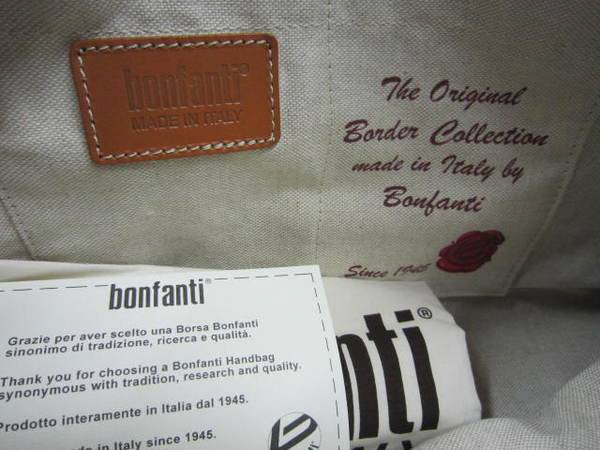 bonfanti®
MADE IN ITALY
The Original
Border Collection
made in Italy by
Bonfanti
Since 1945
bonfanti®
Grazie per aver scelto una Borsa Bonfanti
sinonimo di tradizione, ricerca e qualità.
Thank you for choosing a Bonfanti Handbag
synonymous with tradition, research and quality.
Prodotto interamente in Italia dal 1945.
in Italy since 1945.
anti®